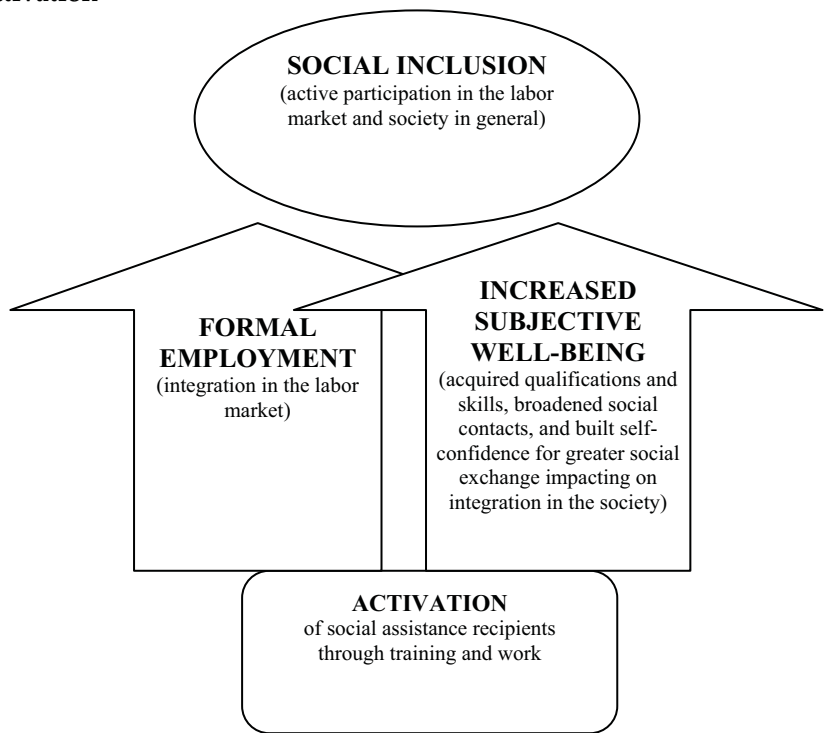 SOCIAL INCLUSION
(active participation in the labor
market and society in general)
FORMAL
EMPLOYMENT
(integration in the labor
market)
INCREASED
SUBJECTIVE
WELL-BEING
(acquired qualifications and
skills, broadened social
contacts, and built self-
confidence for greater social
exchange impacting on
integration in the society)
ACTIVATION
of social assistance recipients
through training and work